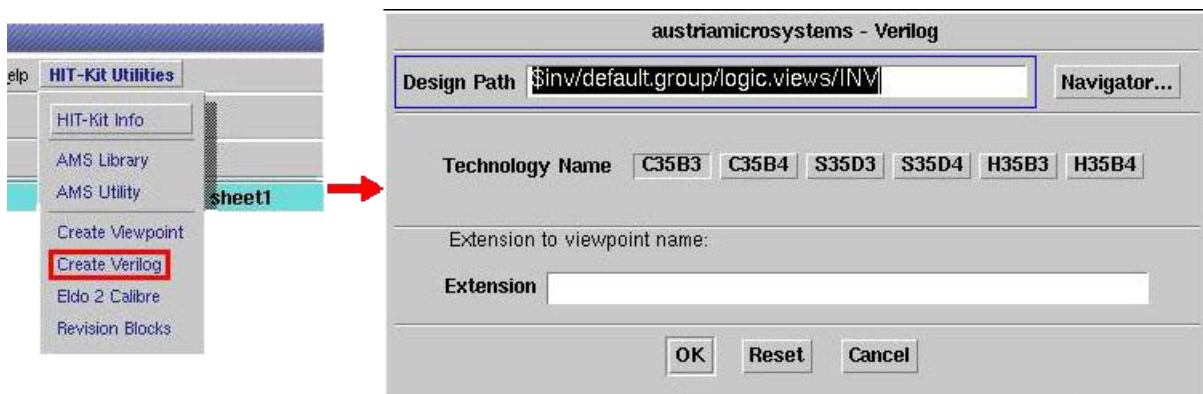 elp HIT-Kit Utilities
HIT-Kit Info
AMS Library
AMS Utility
sheet1
Create Viewpoint
Create Verilog
Eldo 2 Calibre
Revision Blocks
austriamicrosystems - Verilog
Design Path $inv/default.group/logic.views/INV Navigator...
Technology Name C35B3 C35B4 S35D3 S35D4 H35B3 H35B4
Extension to viewpoint name:
Extension
OK Reset Cancel